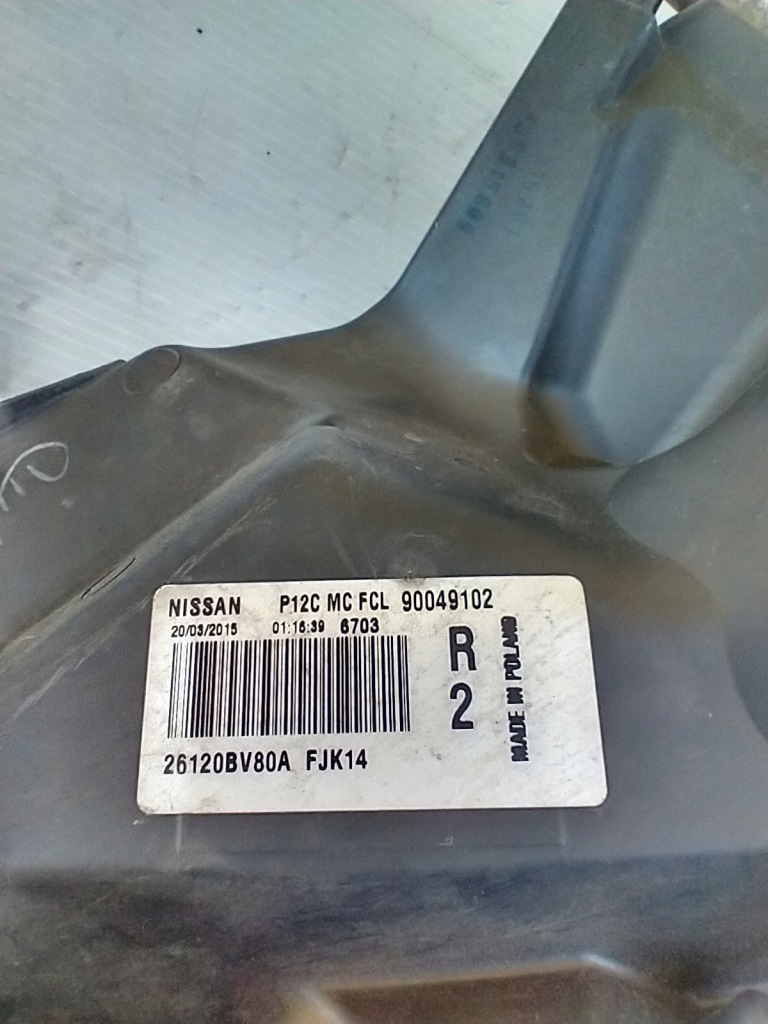 NISSAN P12C MC FCL 90049102
20/03/2015 01:16:39 6703
R
2
MADE IN POLAND
26120BV80A FJK14